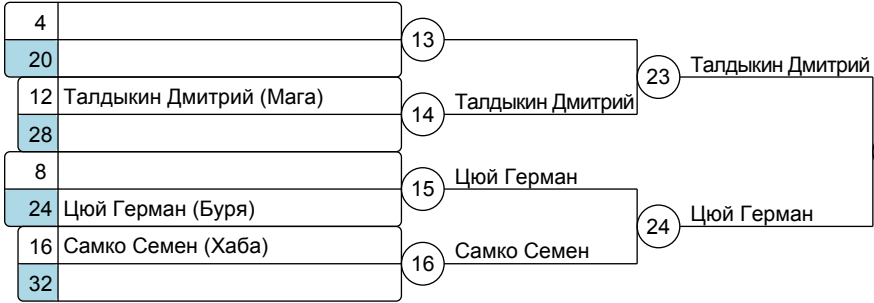 4
13
20
23
Талдыкин Дмитрий
12 Талдыкин Дмитрий (Мага)
14
Талдыкин Дмитрий
28
8
15
Цюй Герман
24 Цюй Герман (Буря)
24
Цюй Герман
16 Самко Семен (Хаба)
16
Самко Семен
32